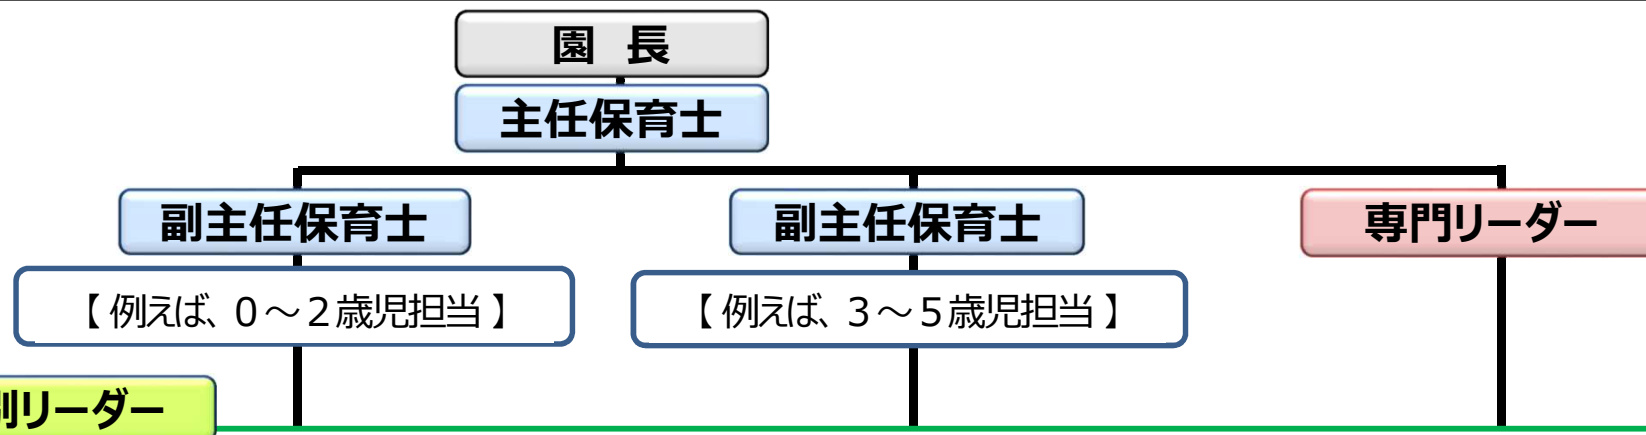 園 長
主任保育士
副主任保育士
副主任保育士
専門リーダー
【 例えば、０～２歳児担当 】
【 例えば、３～５歳児担当 】
別リーダー